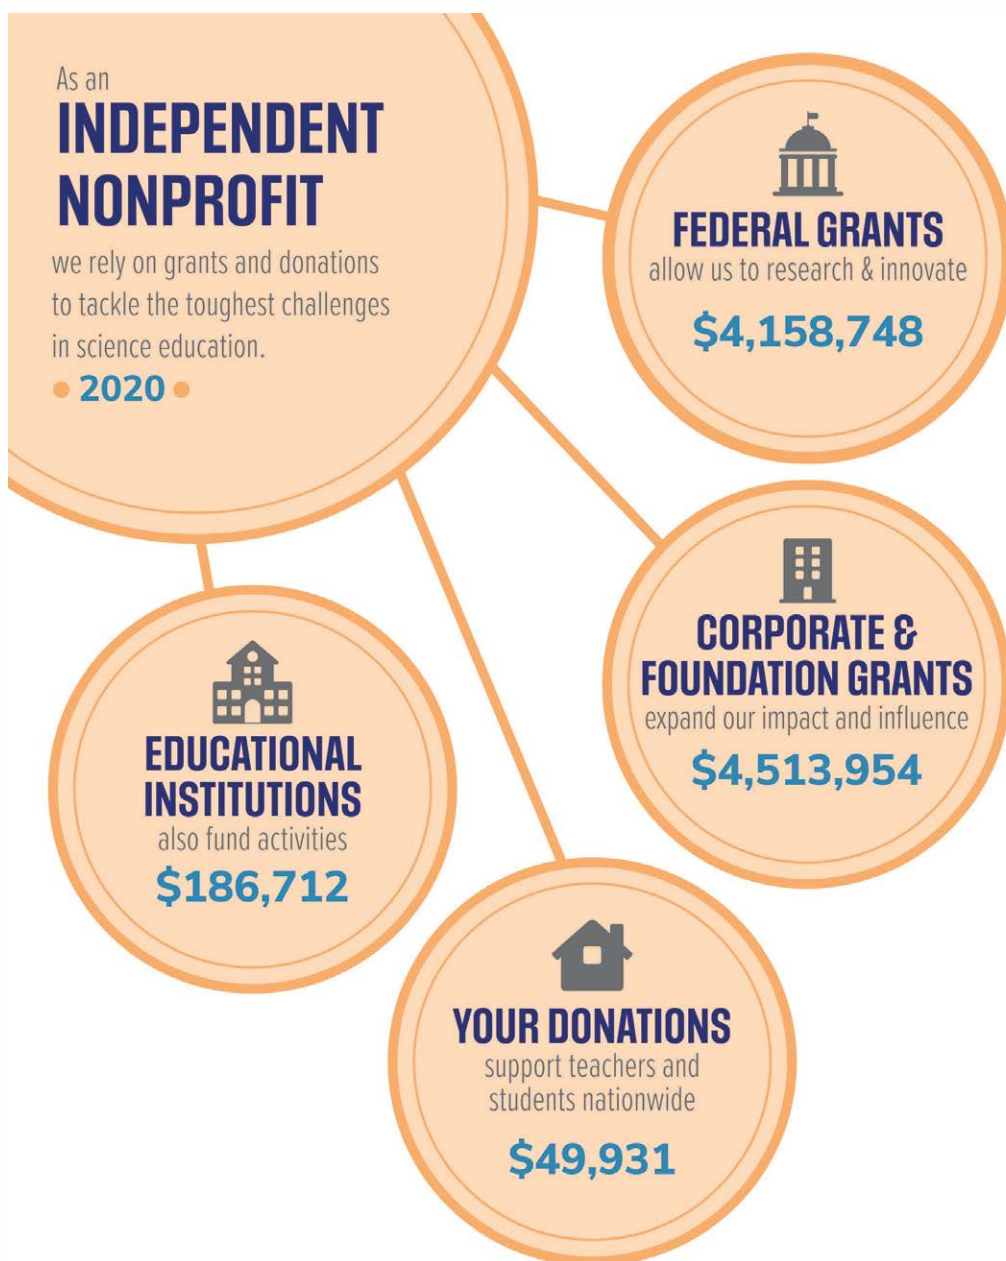 As an
INDEPENDENT
NONPROFIT
we rely on grants and donations
to tackle the toughest challenges
in science education.
• 2020 •
FEDERAL GRANTS
allow us to research & innovate
$4,158,748
CORPORATE &
FOUNDATION GRANTS
expand our impact and influence
$4,513,954
EDUCATIONAL
INSTITUTIONS
also fund activities
$186,712
YOUR DONATIONS
support teachers and
students nationwide
$49,931